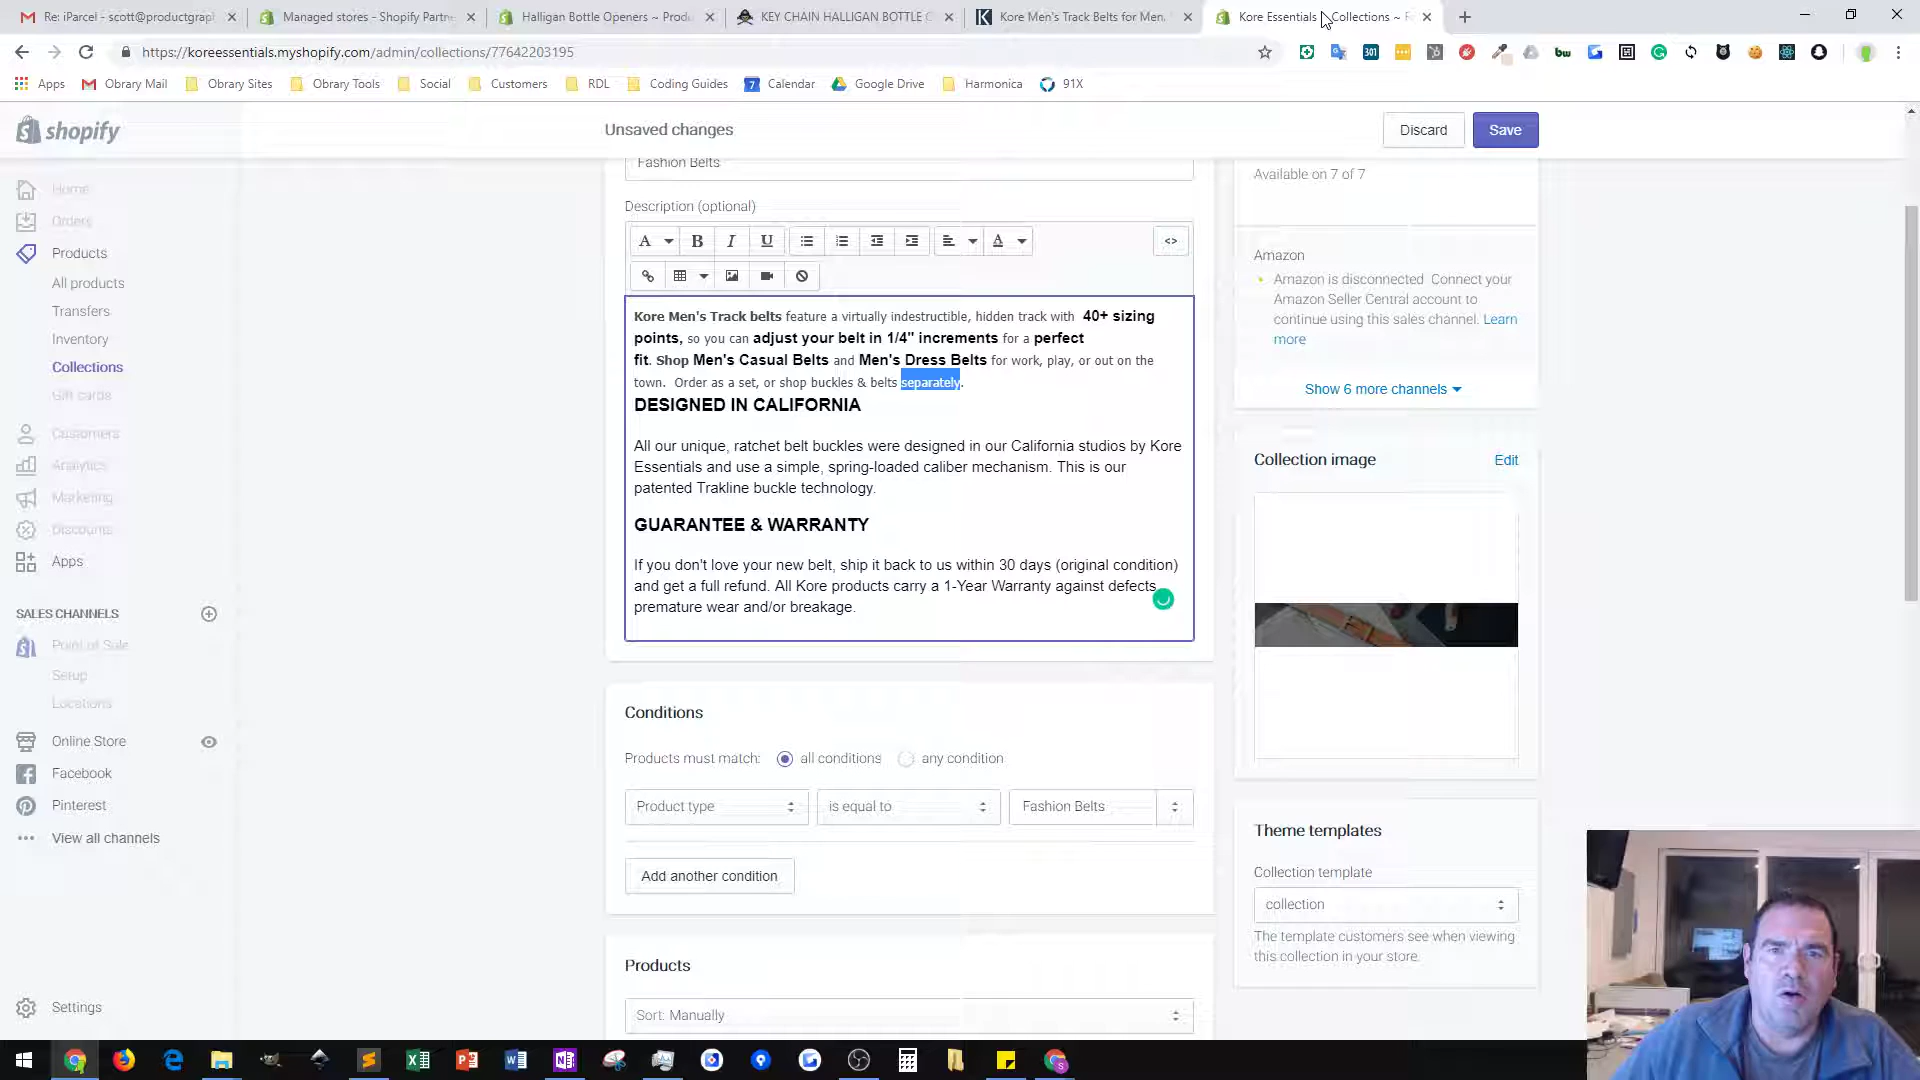 Re: iParcel - scott@productgrap
Managed stores - Shopify Partne
Halligan Bottle Openers ~ Produ
KEY CHAIN HALLIGAN BOTTLE O
Kore Men's Track Belts for Men,
Kore Essentials ~ Collections ~
https://koreessentials.myshopify.com/admin/collections/77642203195
Apps
Obrary Mail
Obrary Sites
Obrary Tools
Social
Customers
RDL
Coding Guides
Calendar
Google Drive
Harmonica
91X
shopify
Unsaved changes
Discard
Save
Home
Orders
Products
All products
Transfers
Inventory
Collections
Gift cards
Customers
Analytics
Marketing
Discounts
Apps
SALES CHANNELS
Point of Sale
Setup
Locations
Online Store
Facebook
Pinterest
View all channels
Settings
Fashion Belts
Description (optional)
Kore Men's Track belts feature a virtually indestructible, hidden track with 40+ sizing
points, so you can adjust your belt in 1/4" increments for a perfect
fit. Shop Men's Casual Belts and Men's Dress Belts for work, play, or out on the
town. Order as a set, or shop buckles & belts separately.
DESIGNED IN CALIFORNIA
All our unique, ratchet belt buckles were designed in our California studios by Kore
Essentials and use a simple, spring-loaded caliber mechanism. This is our
patented Trakline buckle technology.
GUARANTEE & WARRANTY
If you don't love your new belt, ship it back to us within 30 days (original condition)
and get a full refund. All Kore products carry a 1-Year Warranty against defects
premature wear and/or breakage.
Conditions
Products must match: all conditions any condition
Product type is equal to Fashion Belts
Add another condition
Products
Sort: Manually
Available on 7 of 7
Amazon
Amazon is disconnected Connect your
Amazon Seller Central account to
continue using this sales channel. Learn
more
Show 6 more channels
Collection image
Edit
Theme templates
Collection template
collection
The template customers see when viewing
this collection in your store.